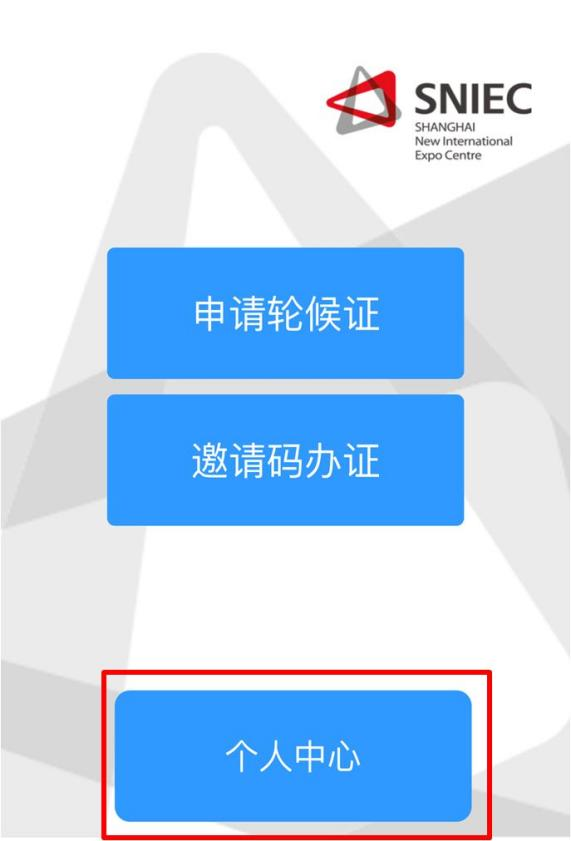 SNIEC
SHANGHAI
New International
Expo Centre
申请轮候证
邀请码办证
个人中心